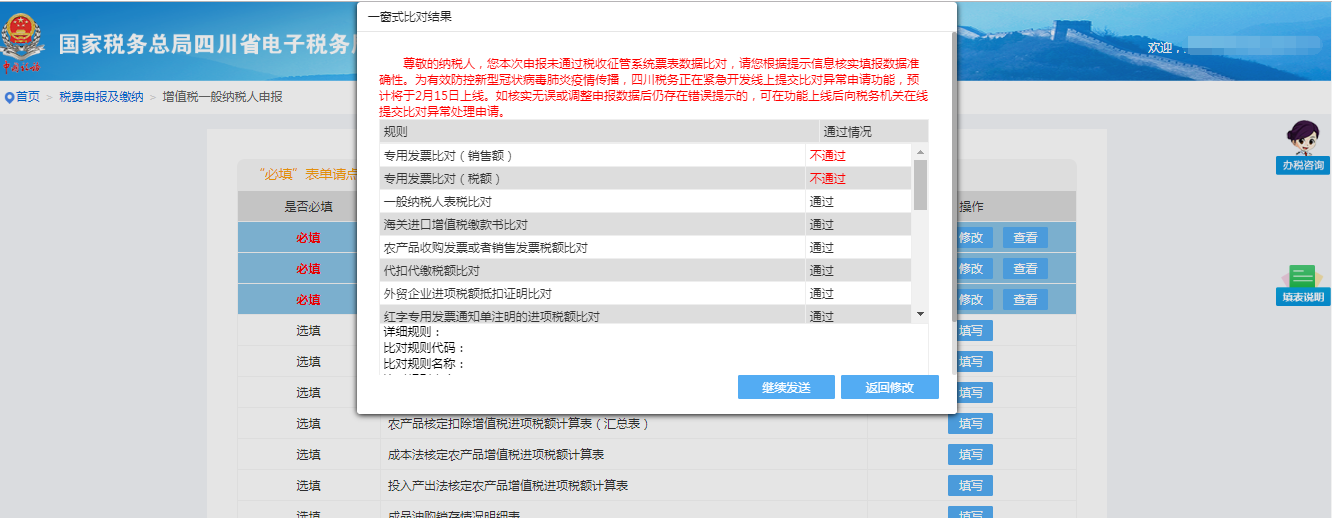 一窗式比对结果
国家税务总局四川省电子税务
欢迎,
首页 > 税费申报及缴纳 > 增值税一般纳税人申报
尊敬的纳税人，您本次申报未通过税收征管系统票表数据比对，请您根据提示信息核实填报数据准
确性。为有效防控新型冠状病毒肺炎疫情传播，四川税务正在紧急开发线上提交比对异常申请功能，预
计将于2月15日上线。如核实无误或调整申报数据后仍存在错误提示的，可在功能上线后向税务机关在线
提交比对异常处理申请。
规则 通过情况
专用发票比对（销售额） 不通过
专用发票比对（税额） 不通过
一般纳税人表税比对 通过
海关进口增值税缴款书比对 通过
农产品收购发票或者销售发票税额比对 通过
代扣代缴税额比对 通过
外贸企业进项税额抵扣证明比对 通过
红字专用发票通知单注明的进项税额比对 通过
详细规则：
比对规则代码：
比对规则名称：
继续发送 返回修改
“必填”表单请点
是否必填 操作
必填 修改 查看
必填 修改 查看
必填 修改 查看
选填 填写
选填 填写
选填 填写
选填 农产品核定扣除增值税进项税额计算表（汇总表） 填写
选填 成本法核定农产品增值税进项税额计算表 填写
选填 投入产出法核定农产品增值税进项税额计算表 填写
选填 成品油购销存情况明细表 填写
办税咨询
填表说明